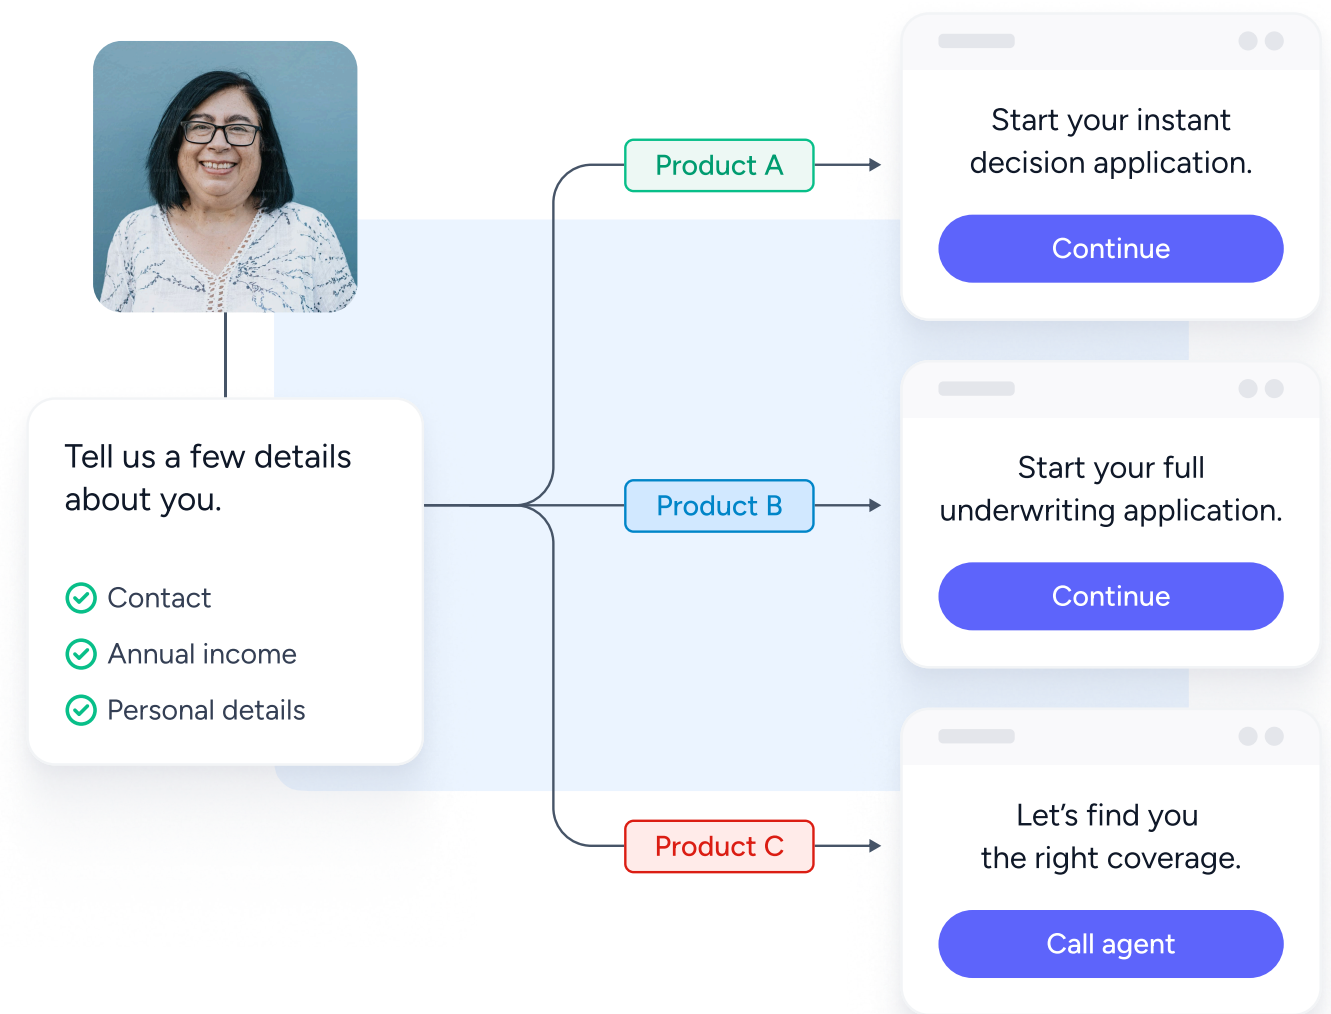 Tell us a few details
about you.
Contact
Annual income
Personal details
Product A
Product B
Product C
Start your instant
decision application.
Continue
Start your full
underwriting application.
Continue
Let’s find you
the right coverage.
Call agent